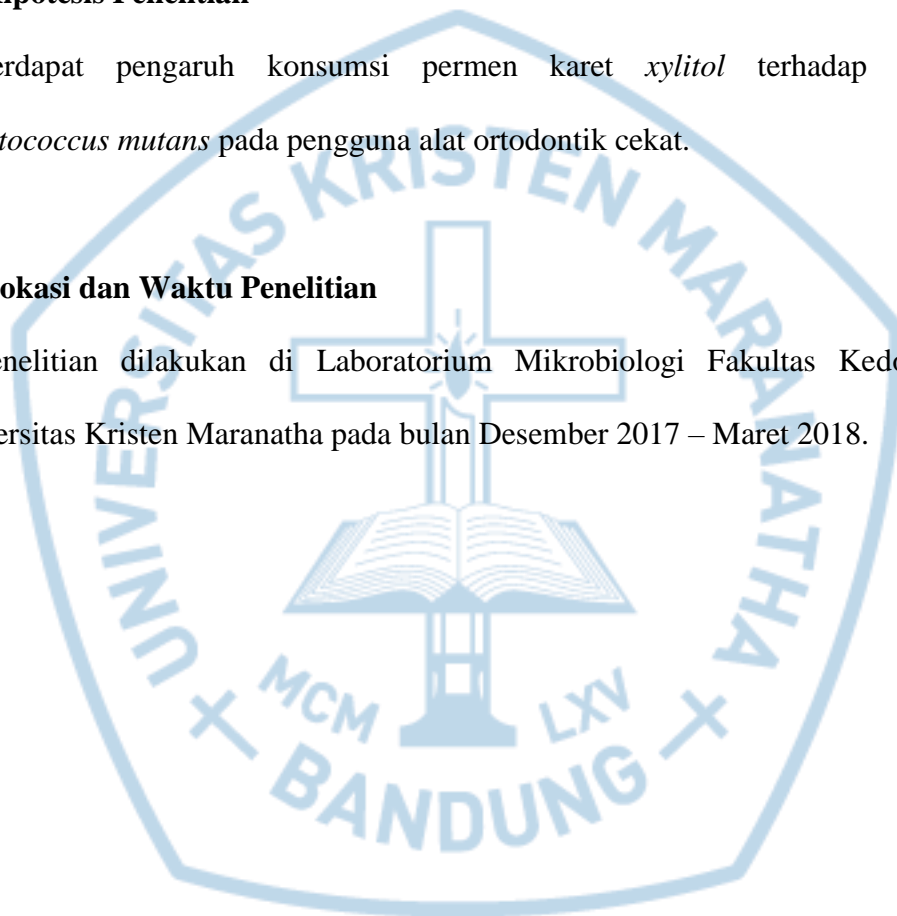 ipotesis Penelitian
erdapat pengaruh konsumsi permen karet xylitol terhadap
tococcus mutans pada pengguna alat ortodontik cekat.
okasi dan Waktu Penelitian
enelitian dilakukan di Laboratorium Mikrobiologi Fakultas Kedo
ersitas Kristen Maranatha pada bulan Desember 2017 – Maret 2018.
UNIVERSITAS KRISTEN MARANATHA
MCM LXV
BANDUNG